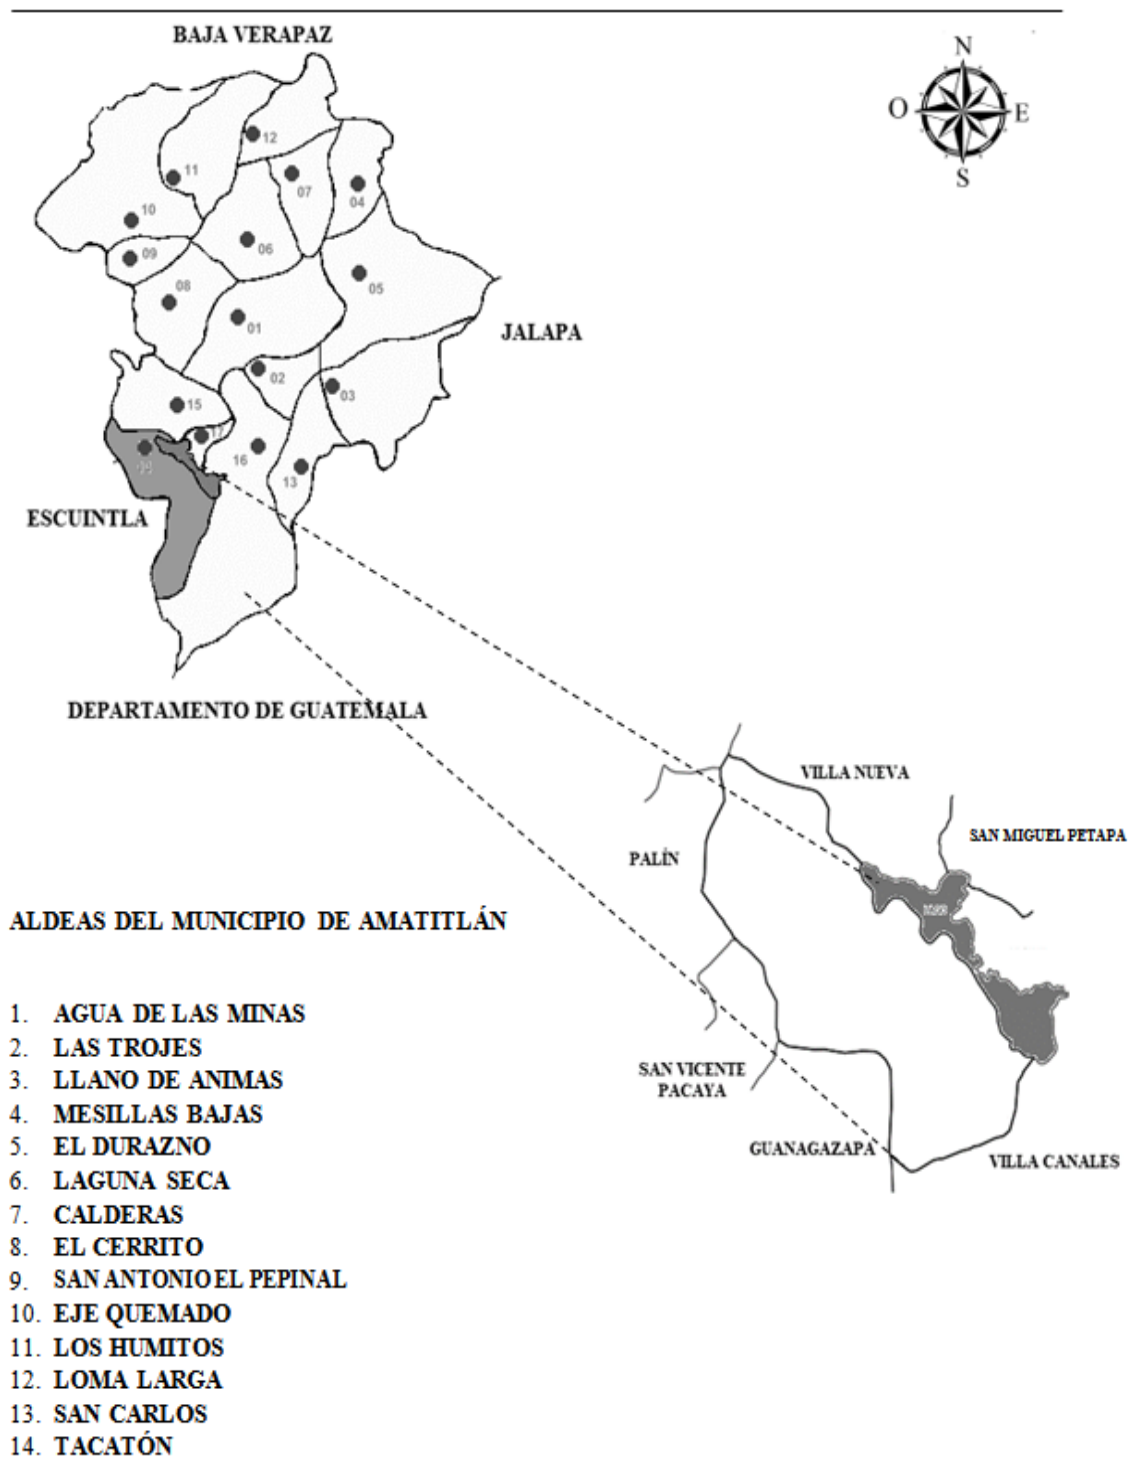 BAJA VERAPAZ
N
O
E
S
12
11
07
04
10
06
09
05
08
01
JALAPA
02
03
15
17
16
13
ESCUINTLA
DEPARTAMENTO DE GUATEMALA
VILLA NUEVA
SAN MIGUEL PETAPA
PALÍN
ALDEAS DEL MUNICIPIO DE AMATITLÁN
SAN VICENTE
PACAYA
GUANAGAZAPA
VILLA CANALES
1. AGUA DE LAS MINAS
2. LAS TROJES
3. LLANO DE ANIMAS
4. MESILLAS BAJAS
5. EL DURAZNO
6. LAGUNA SECA
7. CALDERAS
8. EL CERRITO
9. SAN ANTONIO EL PEPINAL
10. EJE QUEMADO
11. LOS HUMITOS
12. LOMA LARGA
13. SAN CARLOS
14. TACATÓN